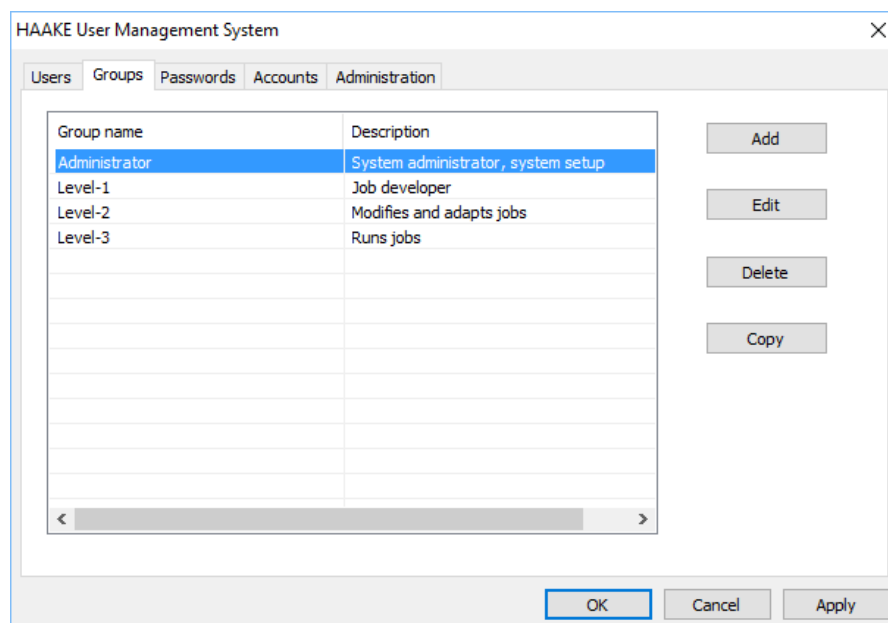 HAAKE User Management System
Users Groups Passwords Accounts Administration
Group name Description
Administrator System administrator, system setup
Level-1 Job developer
Level-2 Modifies and adapts jobs
Level-3 Runs jobs
Add
Edit
Delete
Copy
OK Cancel Apply